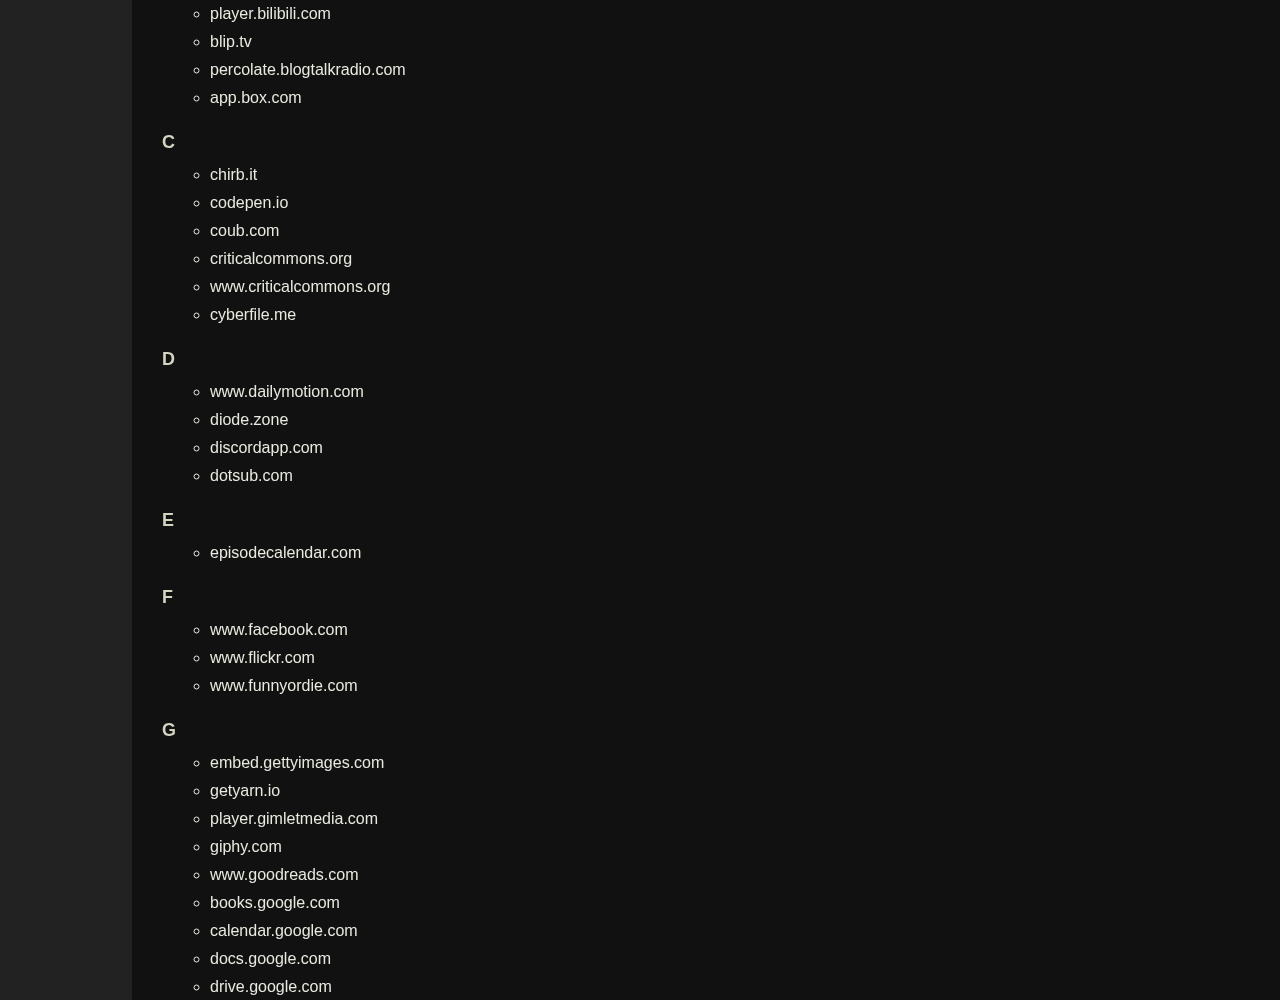 player.bilibili.com
blip.tv
percolate.blogtalkradio.com
app.box.com
C
chirb.it
codepen.io
coub.com
criticalcommons.org
www.criticalcommons.org
cyberfile.me
D
www.dailymotion.com
diode.zone
discordapp.com
dotsub.com
E
episodecalendar.com
F
www.facebook.com
www.flickr.com
www.funnyordie.com
G
embed.gettyimages.com
getyarn.io
player.gimletmedia.com
giphy.com
www.goodreads.com
books.google.com
calendar.google.com
docs.google.com
drive.google.com